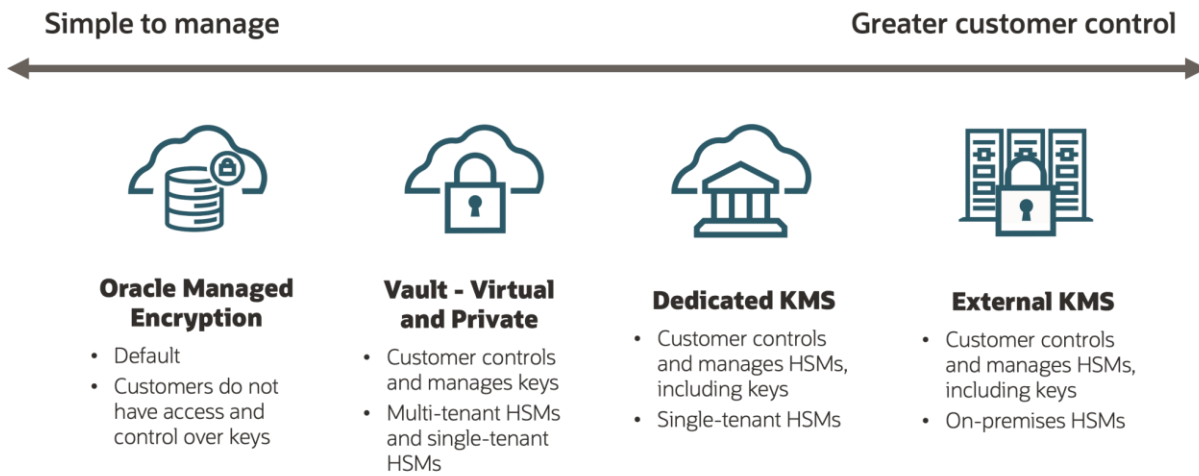 Simple to manage
Greater customer control
Oracle Managed
Encryption
• Default
• Customers do not
have access and
control over keys
Vault - Virtual
and Private
• Customer controls
and manages keys
• Multi-tenant HSMs
and single-tenant
HSMs
Dedicated KMS
• Customer controls
and manages HSMs,
including keys
• Single-tenant HSMs
External KMS
• Customer controls
and manages HSMs,
including keys
• On-premises HSMs